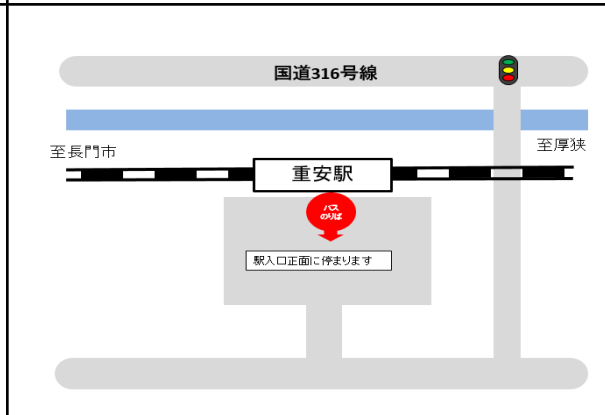 国道316号線
至長門市
至厚狭
重安駅
バス
のりば
駅入口正面に停まります